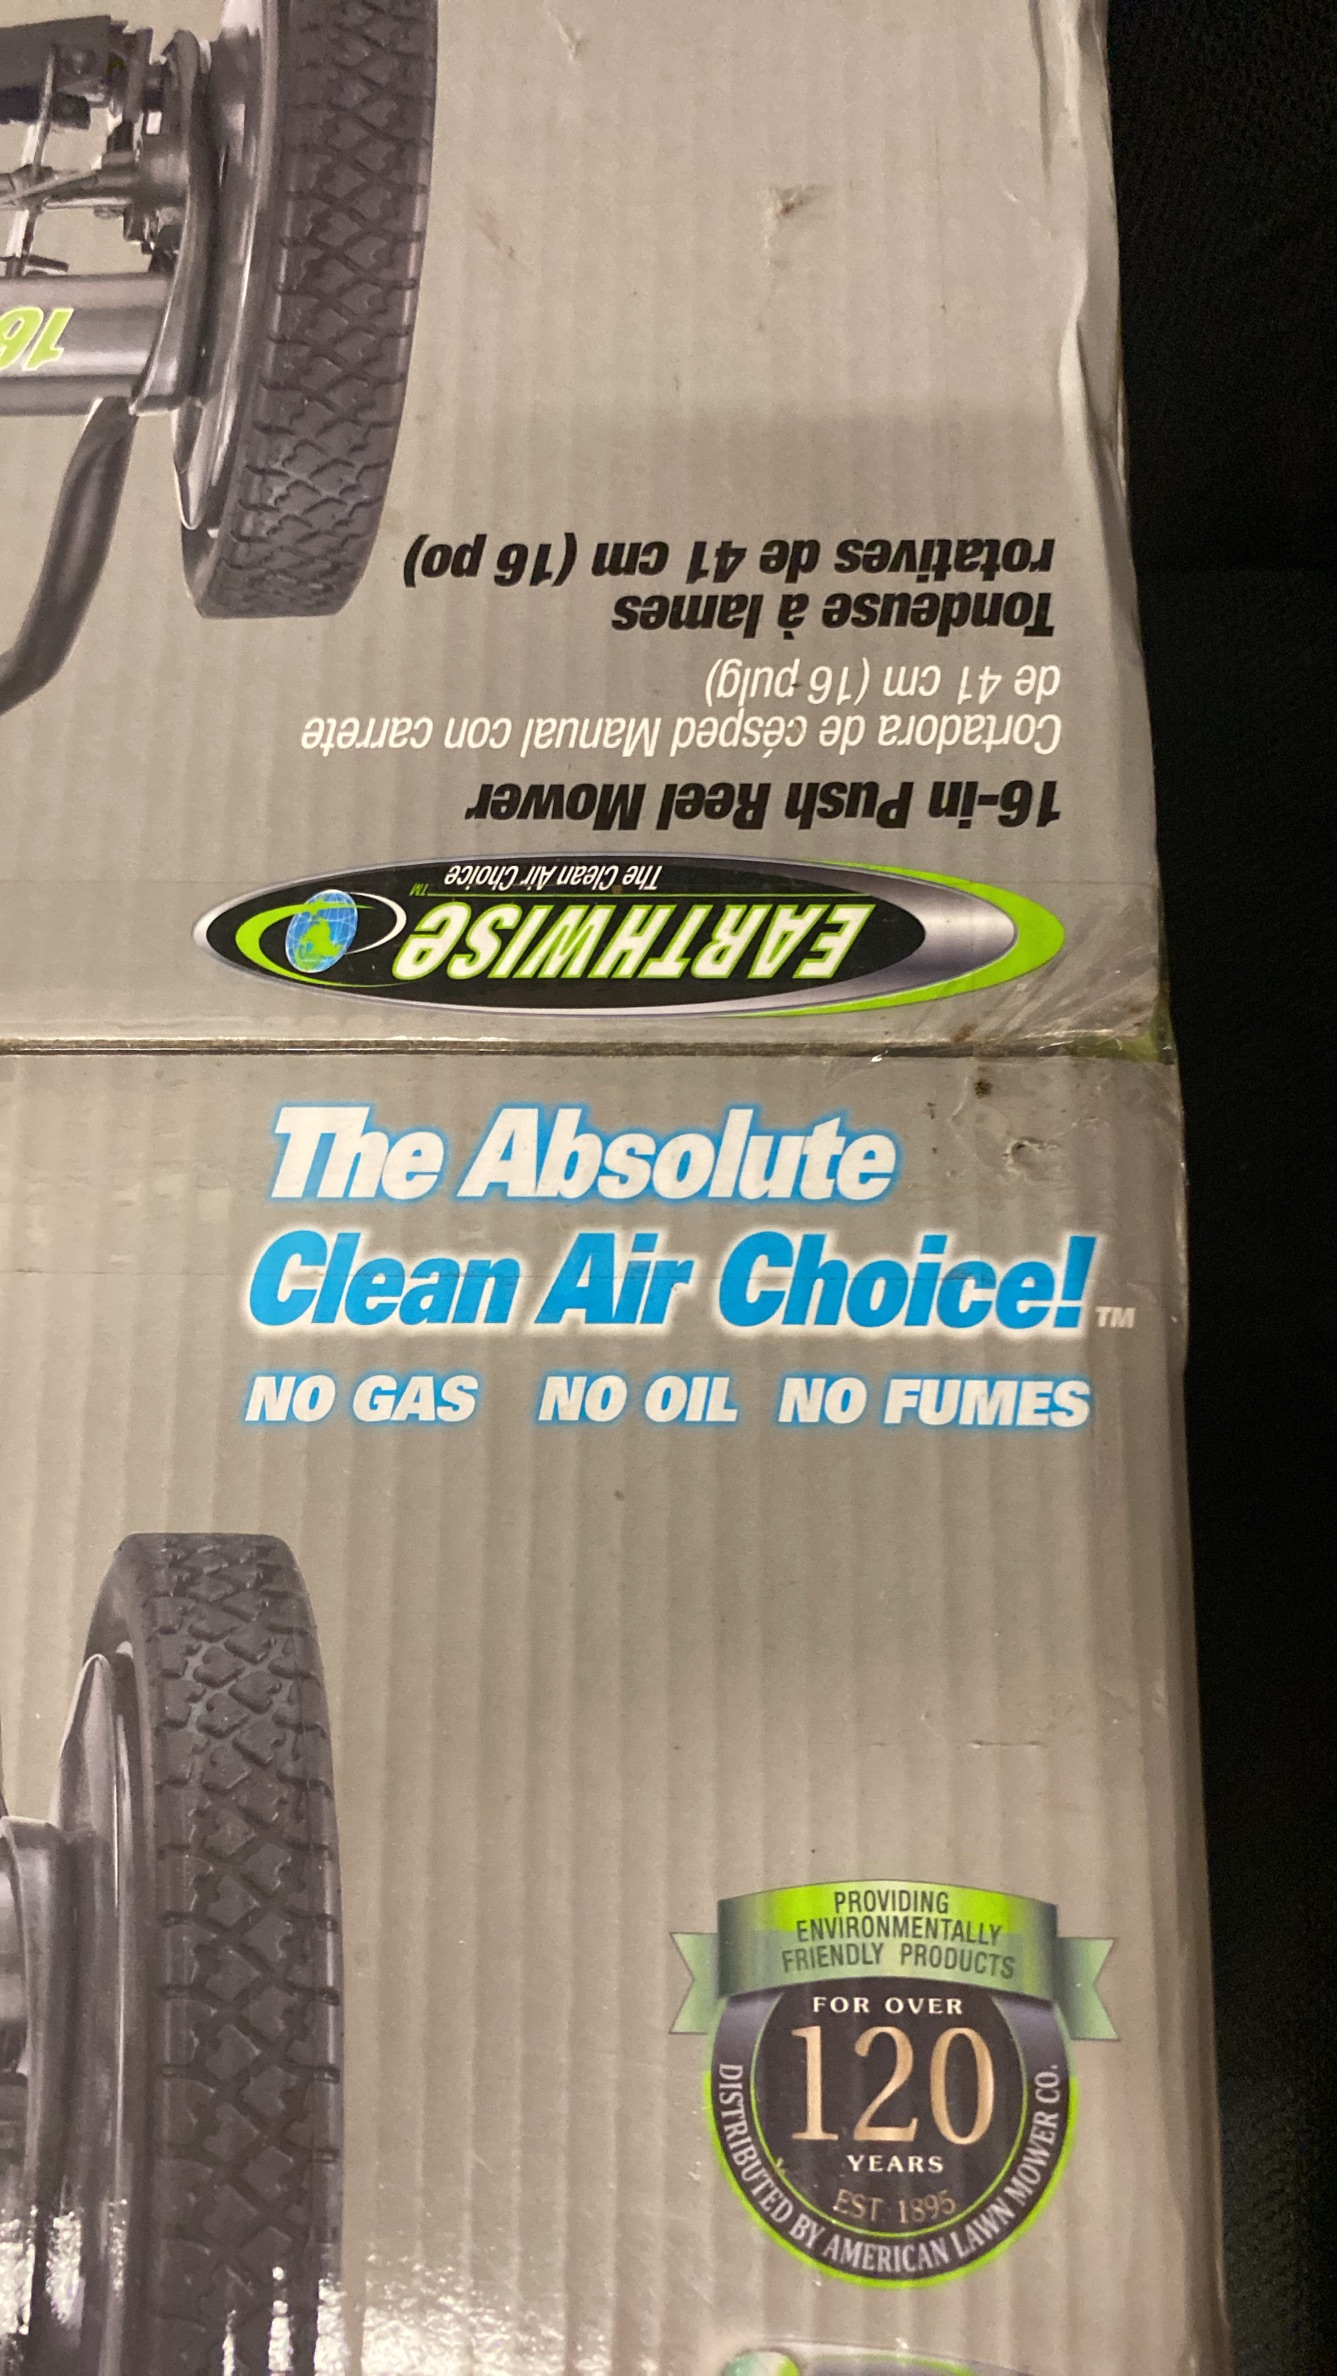 EARTHWISE™
The Clean Air Choice
16-in Push Reel Mower
Cortadora de césped Manual con carrete
de 41 cm (16 pulg)
Tondeuse à lames
rotatives de 41 cm (16 po)
16
The Absolute
Clean Air Choice!™
NO GAS NO OIL NO FUMES
PROVIDING
ENVIRONMENTALLY
FRIENDLY PRODUCTS
FOR OVER
120
YEARS
EST. 1895
DISTRIBUTED BY AMERICAN LAWN MOWER CO.